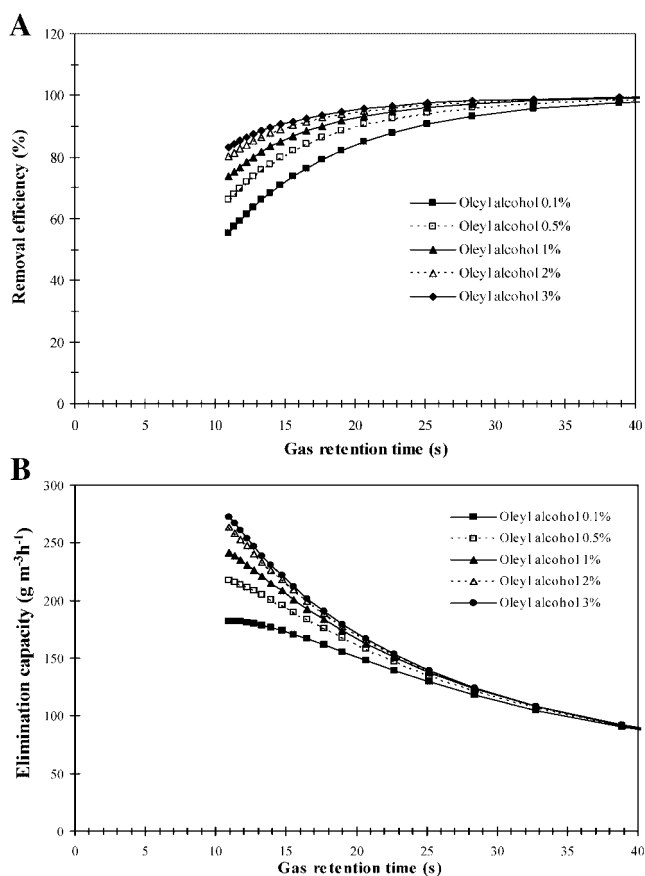 A
120
100
80
60
40
20
0
Removal efficiency (%)
Oleyl alcohol 0.1%
Oleyl alcohol 0.5%
Oleyl alcohol 1%
Oleyl alcohol 2%
Oleyl alcohol 3%
0 5 10 15 20 25 30 35 40
Gas retention time (s)
B
300
250
200
150
100
50
0
Elimination capacity (g m-3h-1)
Oleyl alcohol 0.1%
Oleyl alcohol 0.5%
Oleyl alcohol 1%
Oleyl alcohol 2%
Oleyl alcohol 3%
0 5 10 15 20 25 30 35 40
Gas retention time (s)